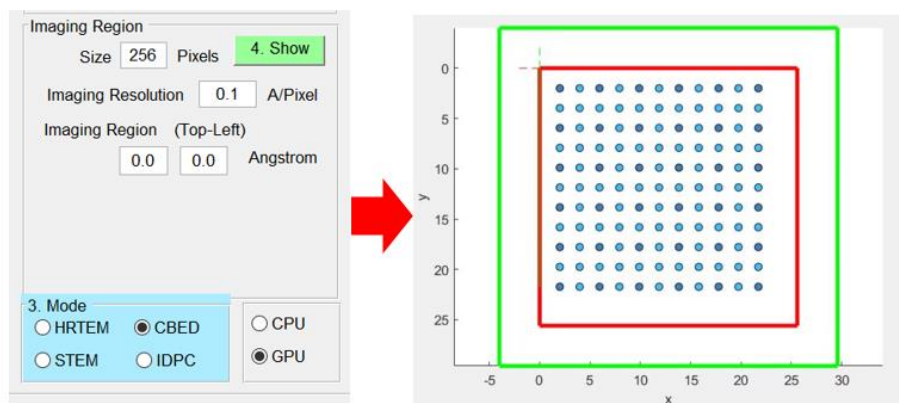 Imaging Region
Size 256 Pixels 4. Show
Imaging Resolution 0.1 A/Pixel
Imaging Region (Top-Left)
0.0 0.0 Angstrom
3. Mode
HRTEM CBED
STEM IDPC
CPU
GPU
y
0
5
10
15
20
25
-5 0 5 10 15 20 25 30
x